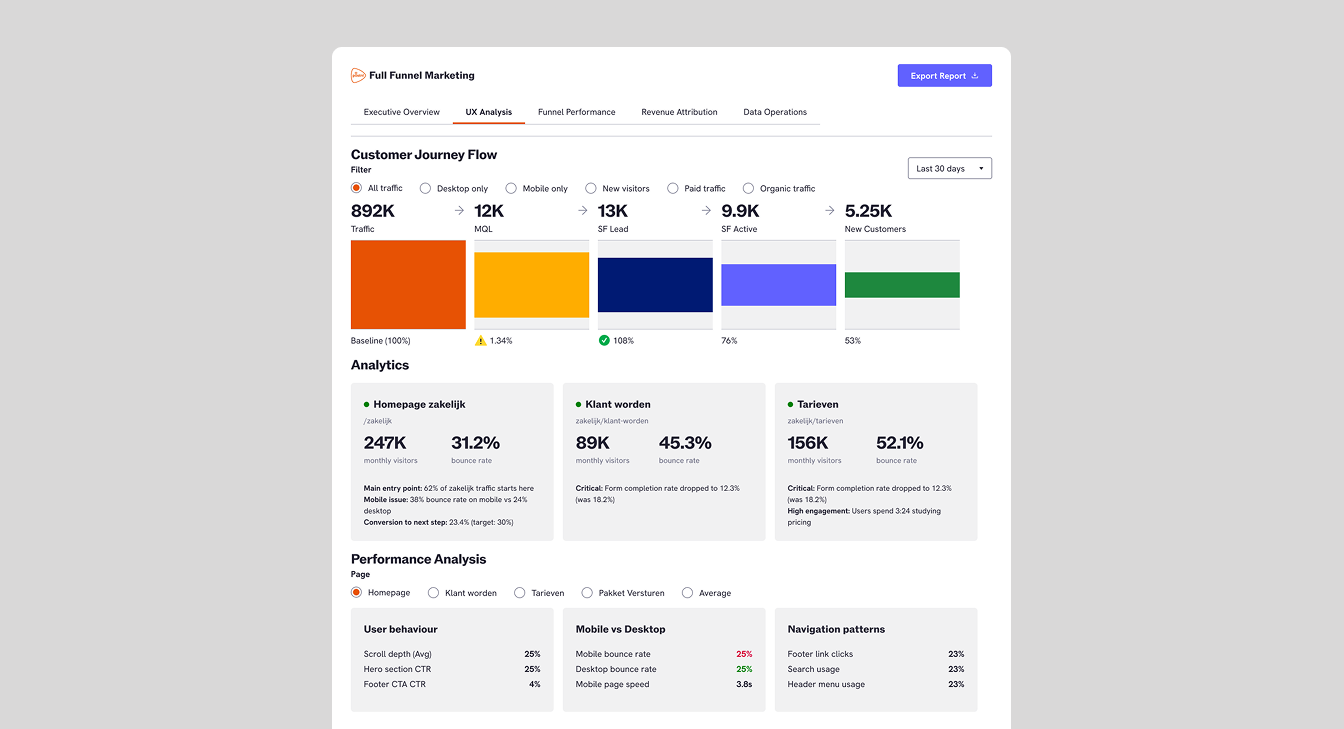 Full Funnel Marketing
Export Report
Executive Overview UX Analysis Funnel Performance Revenue Attribution Data Operations
Customer Journey Flow
Filter
Last 30 days
All traffic Desktop only Mobile only New visitors Paid traffic Organic traffic
892K → 12K → 13K → 9.9K → 5.25K
Traffic MQL SF Lead SF Active New Customers
Baseline (100%) 1.34% 108% 76% 53%
Analytics
Homepage zakelijk
/zakelijk
247K 31.2%
monthly visitors bounce rate
Main entry point: 62% of zakelijk traffic starts here
Mobile issue: 38% bounce rate on mobile vs 24%
desktop
Conversion to next step: 23.4% (target: 30%)
Klant worden
zakelijk/klant-worden
89K 45.3%
monthly visitors bounce rate
Critical: Form completion rate dropped to 12.3%
(was 18.2%)
Tarieven
zakelijk/tarieven
156K 52.1%
monthly visitors bounce rate
Critical: Form completion rate dropped to 12.3%
(was 18.2%)
High engagement: Users spend 3:24 studying
pricing
Performance Analysis
Page
Homepage Klant worden Tarieven Pakket Versturen Average
User behaviour
Scroll depth (Avg) 25%
Hero section CTR 25%
Footer CTA CTR 4%
Mobile vs Desktop
Mobile bounce rate 25%
Desktop bounce rate 25%
Mobile page speed 3.8s
Navigation patterns
Footer link clicks 23%
Search usage 23%
Header menu usage 23%